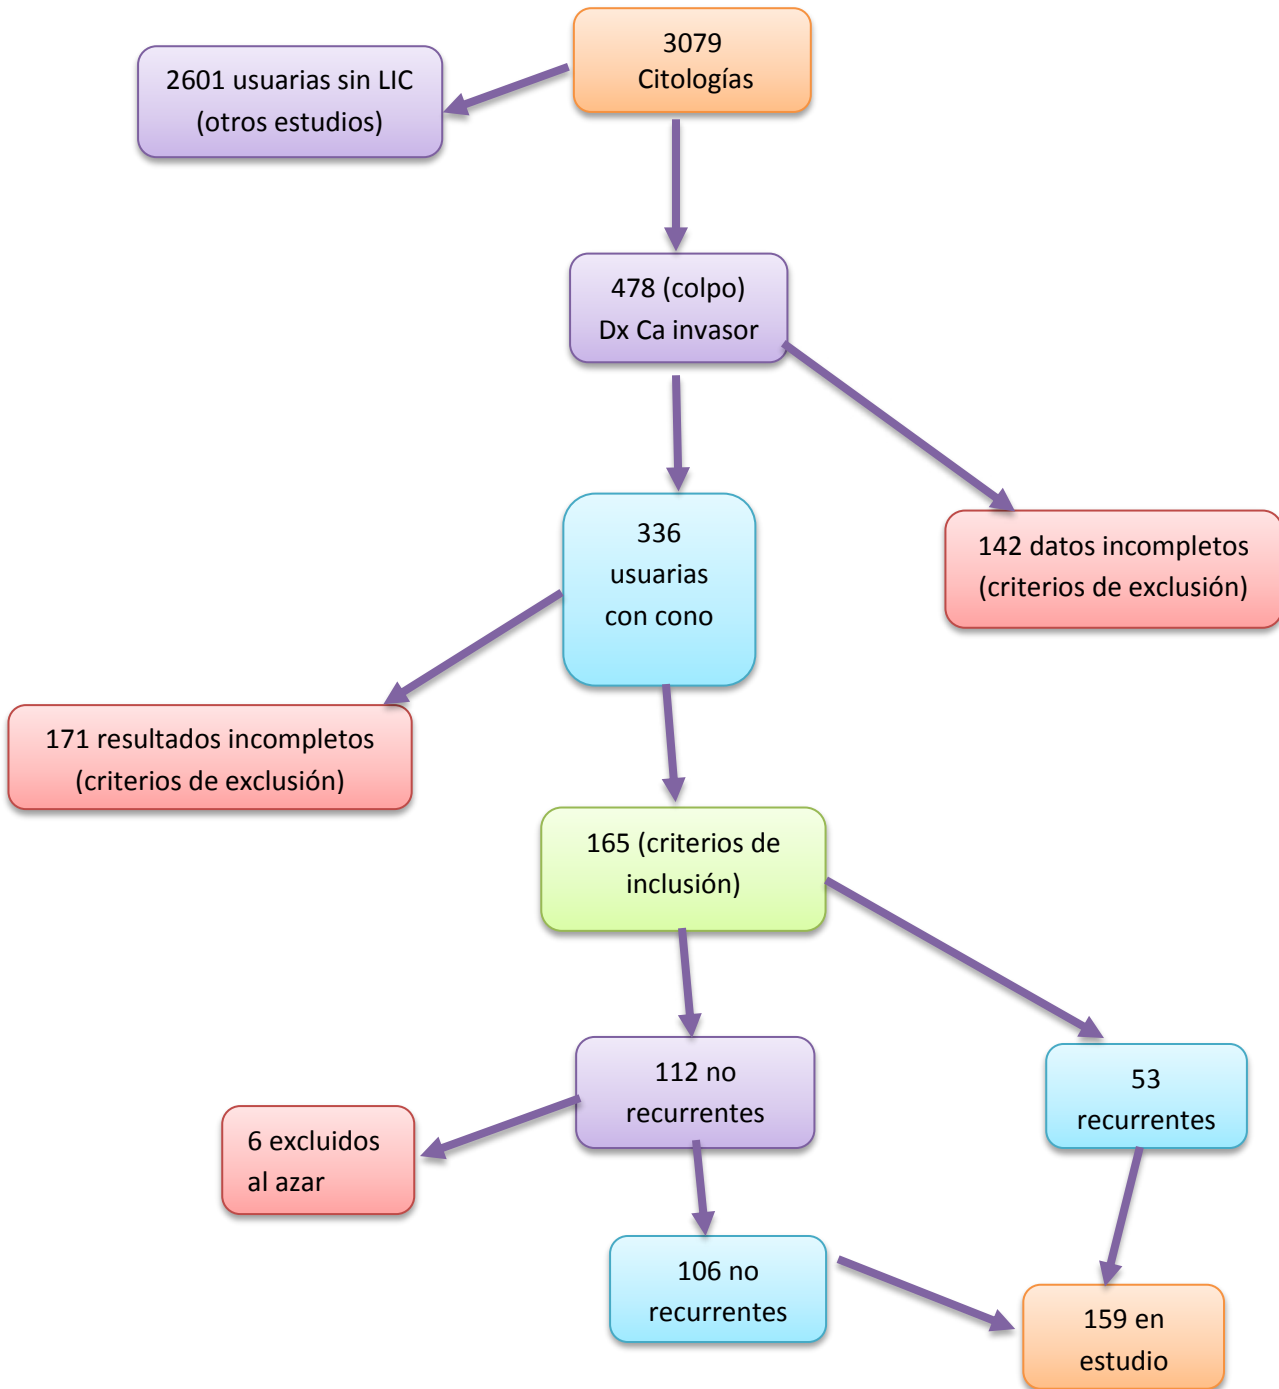 3079
Citologías
2601 usuarias sin LIC
(otros estudios)
478 (colpo)
Dx Ca invasor
336
usuarias
con cono
142 datos incompletos
(criterios de exclusión)
171 resultados incompletos
(criterios de exclusión)
165 (criterios de
inclusión)
112 no
recurrentes
53
recurrentes
6 excluidos
al azar
106 no
recurrentes
159 en
estudio